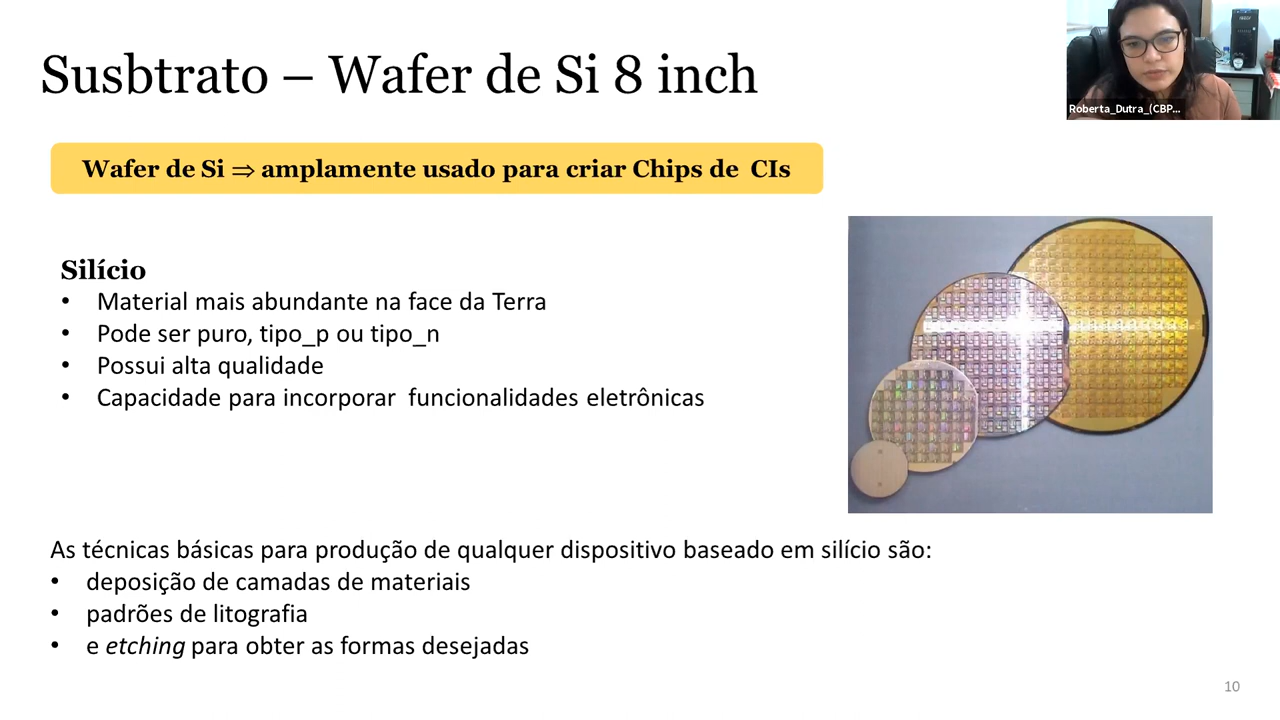 Susbtrato – Wafer de Si 8 inch
Roberta_Dutra_(CBP...
Wafer de Si ⇒ amplamente usado para criar Chips de CIs
Silício
• Material mais abundante na face da Terra
• Pode ser puro, tipo_p ou tipo_n
• Possui alta qualidade
• Capacidade para incorporar funcionalidades eletrônicas
As técnicas básicas para produção de qualquer dispositivo baseado em silício são:
• deposição de camadas de materiais
• padrões de litografia
• e etching para obter as formas desejadas
10